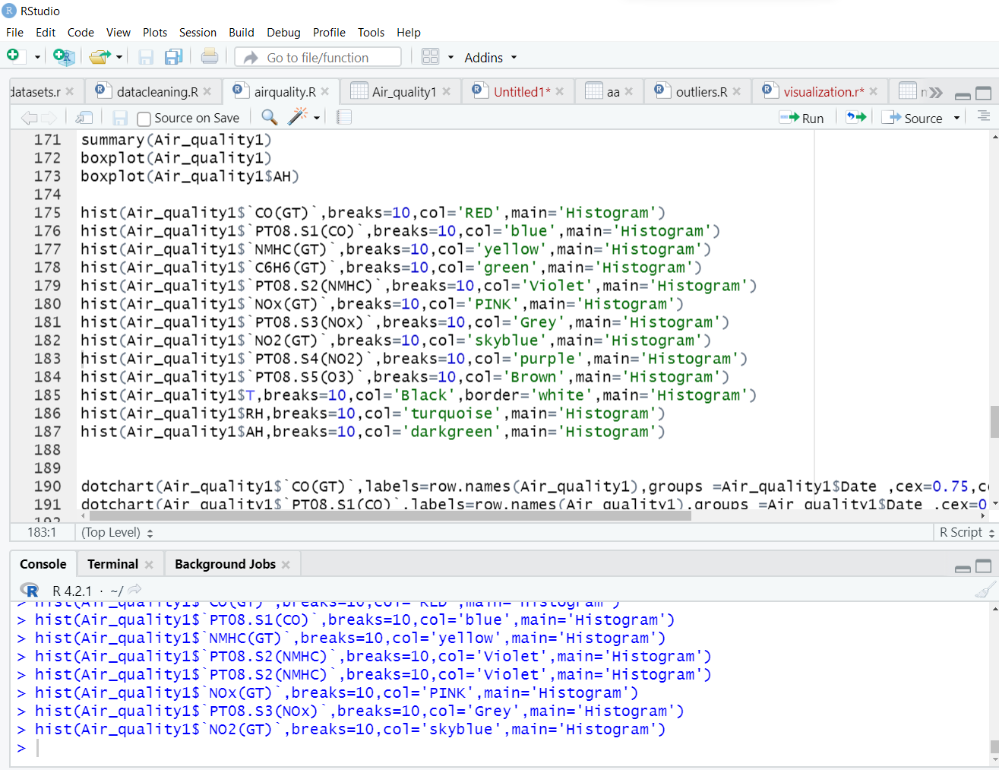 RStudio
File Edit Code View Plots Session Build Debug Profile Tools Help
Go to file/function Addins
datasets.r datacleaning.R airquality.R Air_quality1 Untitled1* aa outliers.R visualization.r* n
Source on Save Run Source
171 summary(Air_quality1)
172 boxplot(Air_quality1)
173 boxplot(Air_quality1$AH)
174
175 hist(Air_quality1$`CO(GT)`,breaks=10,col='RED',main='Histogram')
176 hist(Air_quality1$`PT08.S1(CO)`,breaks=10,col='blue',main='Histogram')
177 hist(Air_quality1$`NMHC(GT)`,breaks=10,col='yellow',main='Histogram')
178 hist(Air_quality1$`C6H6(GT)`,breaks=10,col='green',main='Histogram')
179 hist(Air_quality1$`PT08.S2(NMHC)`,breaks=10,col='Violet',main='Histogram')
180 hist(Air_quality1$`NOx(GT)`,breaks=10,col='PINK',main='Histogram')
181 hist(Air_quality1$`PT08.S3(NOx)`,breaks=10,col='Grey',main='Histogram')
182 hist(Air_quality1$`NO2(GT)`,breaks=10,col='skyblue',main='Histogram')
183 hist(Air_quality1$`PT08.S4(NO2)`,breaks=10,col='purple',main='Histogram')
184 hist(Air_quality1$`PT08.S5(O3)`,breaks=10,col='Brown',main='Histogram')
185 hist(Air_quality1$T,breaks=10,col='Black',border='white',main='Histogram')
186 hist(Air_quality1$RH,breaks=10,col='turquoise',main='Histogram')
187 hist(Air_quality1$AH,breaks=10,col='darkgreen',main='Histogram')
188
189
190 dotchart(Air_quality1$`CO(GT)`,labels=row.names(Air_quality1),groups =Air_quality1$Date ,cex=0.75,c
191 dotchart(Air_quality1$`PT08.S1(CO)`,labels=row.names(Air_quality1),groups =Air_quality1$Date ,cex=0
192
183:1 (Top Level) R Script
Console Terminal Background Jobs
R R 4.2.1 · ~/
> hist(Air_quality1$`CO(GT)`,breaks=10,col='RED',main='Histogram')
> hist(Air_quality1$`PT08.S1(CO)`,breaks=10,col='blue',main='Histogram')
> hist(Air_quality1$`NMHC(GT)`,breaks=10,col='yellow',main='Histogram')
> hist(Air_quality1$`PT08.S2(NMHC)`,breaks=10,col='Violet',main='Histogram')
> hist(Air_quality1$`PT08.S2(NMHC)`,breaks=10,col='Violet',main='Histogram')
> hist(Air_quality1$`NOx(GT)`,breaks=10,col='PINK',main='Histogram')
> hist(Air_quality1$`PT08.S3(NOx)`,breaks=10,col='Grey',main='Histogram')
> hist(Air_quality1$`NO2(GT)`,breaks=10,col='skyblue',main='Histogram')
>